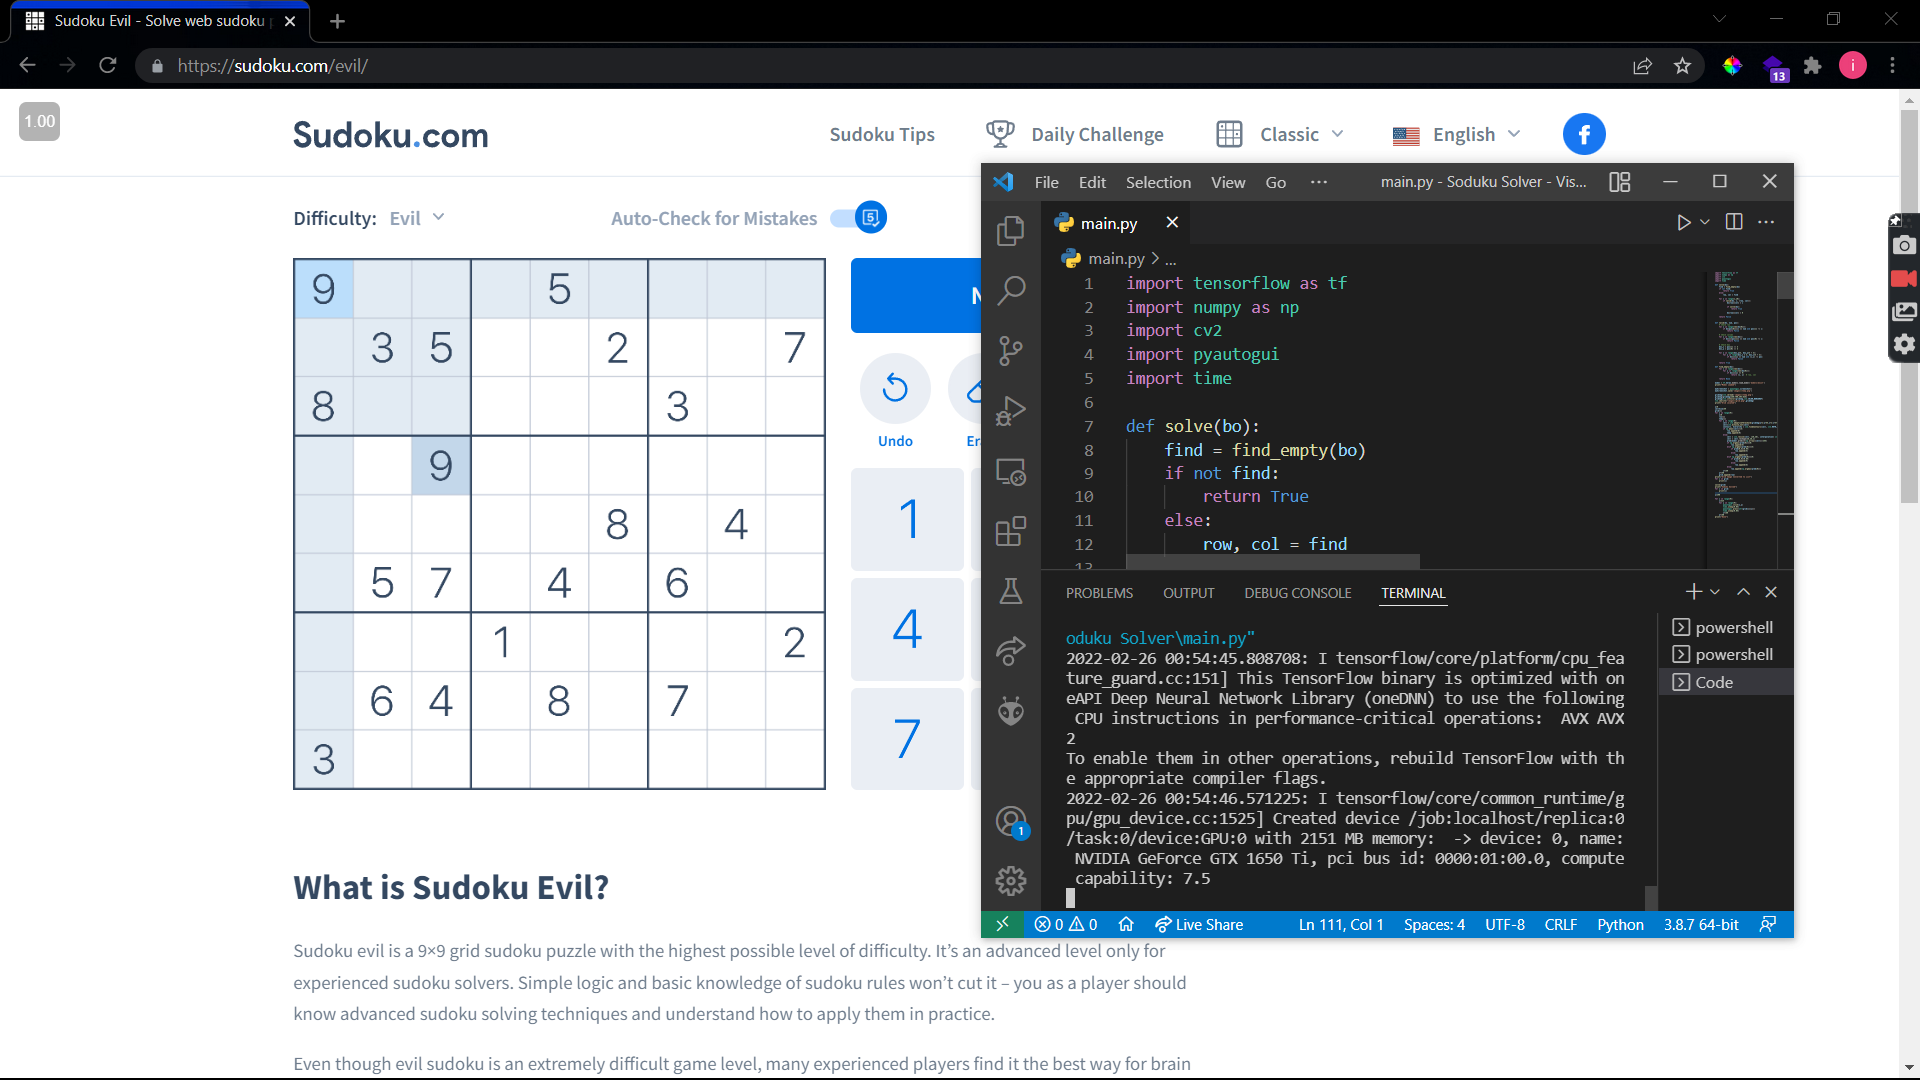 Sudoku Evil - Solve web sudoku
https://sudoku.com/evil/
13
i
1.00
Sudoku.com
Sudoku Tips
Daily Challenge
Classic
English
Difficulty: Evil
Auto-Check for Mistakes
9 5
3 5 2 7
8 3
9
8 4
5 7 4 6
1 2
6 4 8 7
3
N
Undo
1
4
7
File Edit Selection View Go ··· main.py - Soduku Solver - Vis...
main.py
main.py > ...
1 import tensorflow as tf
2 import numpy as np
3 import cv2
4 import pyautogui
5 import time
6
7 def solve(bo):
8 find = find_empty(bo)
9 if not find:
10 return True
11 else:
12 row, col = find
13
PROBLEMS OUTPUT DEBUG CONSOLE TERMINAL
oduku Solver\main.py"
2022-02-26 00:54:45.808708: I tensorflow/core/platform/cpu_fea
ture_guard.cc:151] This TensorFlow binary is optimized with on
eAPI Deep Neural Network Library (oneDNN) to use the following
CPU instructions in performance-critical operations: AVX AVX
2
To enable them in other operations, rebuild TensorFlow with th
e appropriate compiler flags.
2022-02-26 00:54:46.571225: I tensorflow/core/common_runtime/g
pu/gpu_device.cc:1525] Created device /job:localhost/replica:0
/task:0/device:GPU:0 with 2151 MB memory: -> device: 0, name:
NVIDIA GeForce GTX 1650 Ti, pci bus id: 0000:01:00.0, compute
capability: 7.5
powershell
powershell
Code
1
0 0 Live Share Ln 111, Col 1 Spaces: 4 UTF-8 CRLF Python 3.8.7 64-bit
What is Sudoku Evil?
Sudoku evil is a 9×9 grid sudoku puzzle with the highest possible level of difficulty. It's an advanced level only for
experienced sudoku solvers. Simple logic and basic knowledge of sudoku rules won't cut it – you as a player should
know advanced sudoku solving techniques and understand how to apply them in practice.
Even though evil sudoku is an extremely difficult game level, many experienced players find it the best way for brain